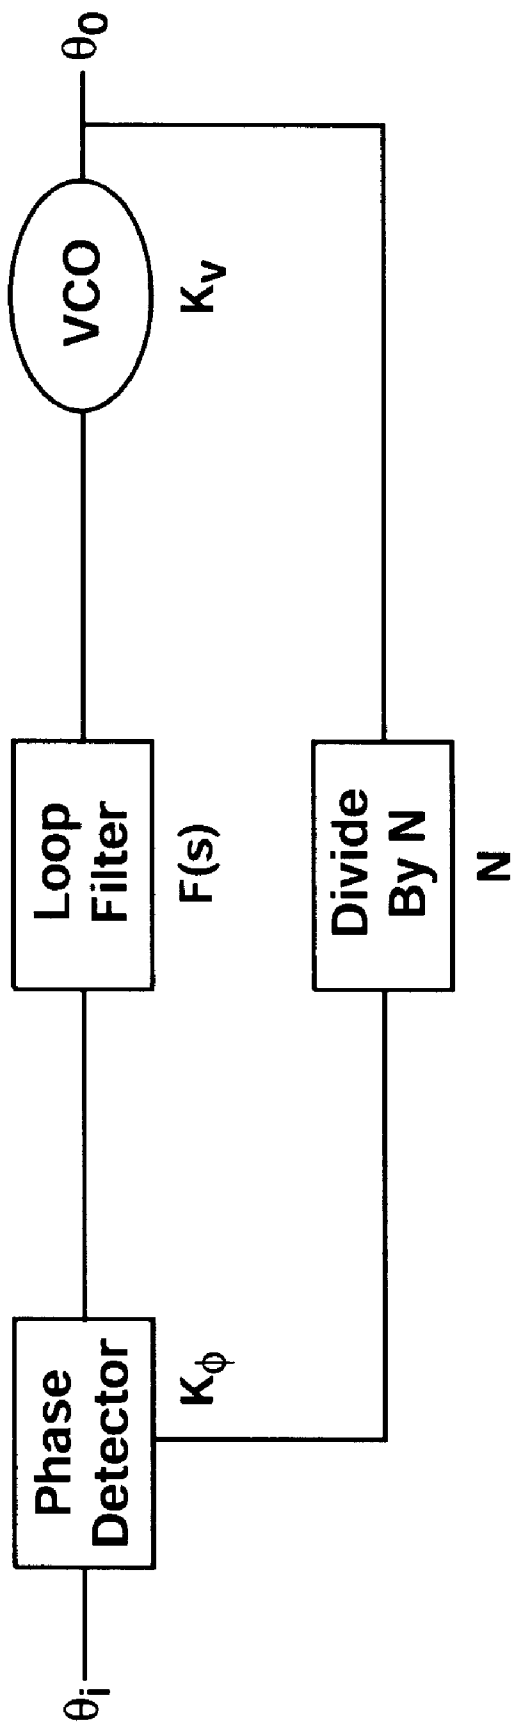 θi
Phase
Detector
Kϕ
Loop
Filter
F(s)
VCO
Kv
θo
Divide
By N
N